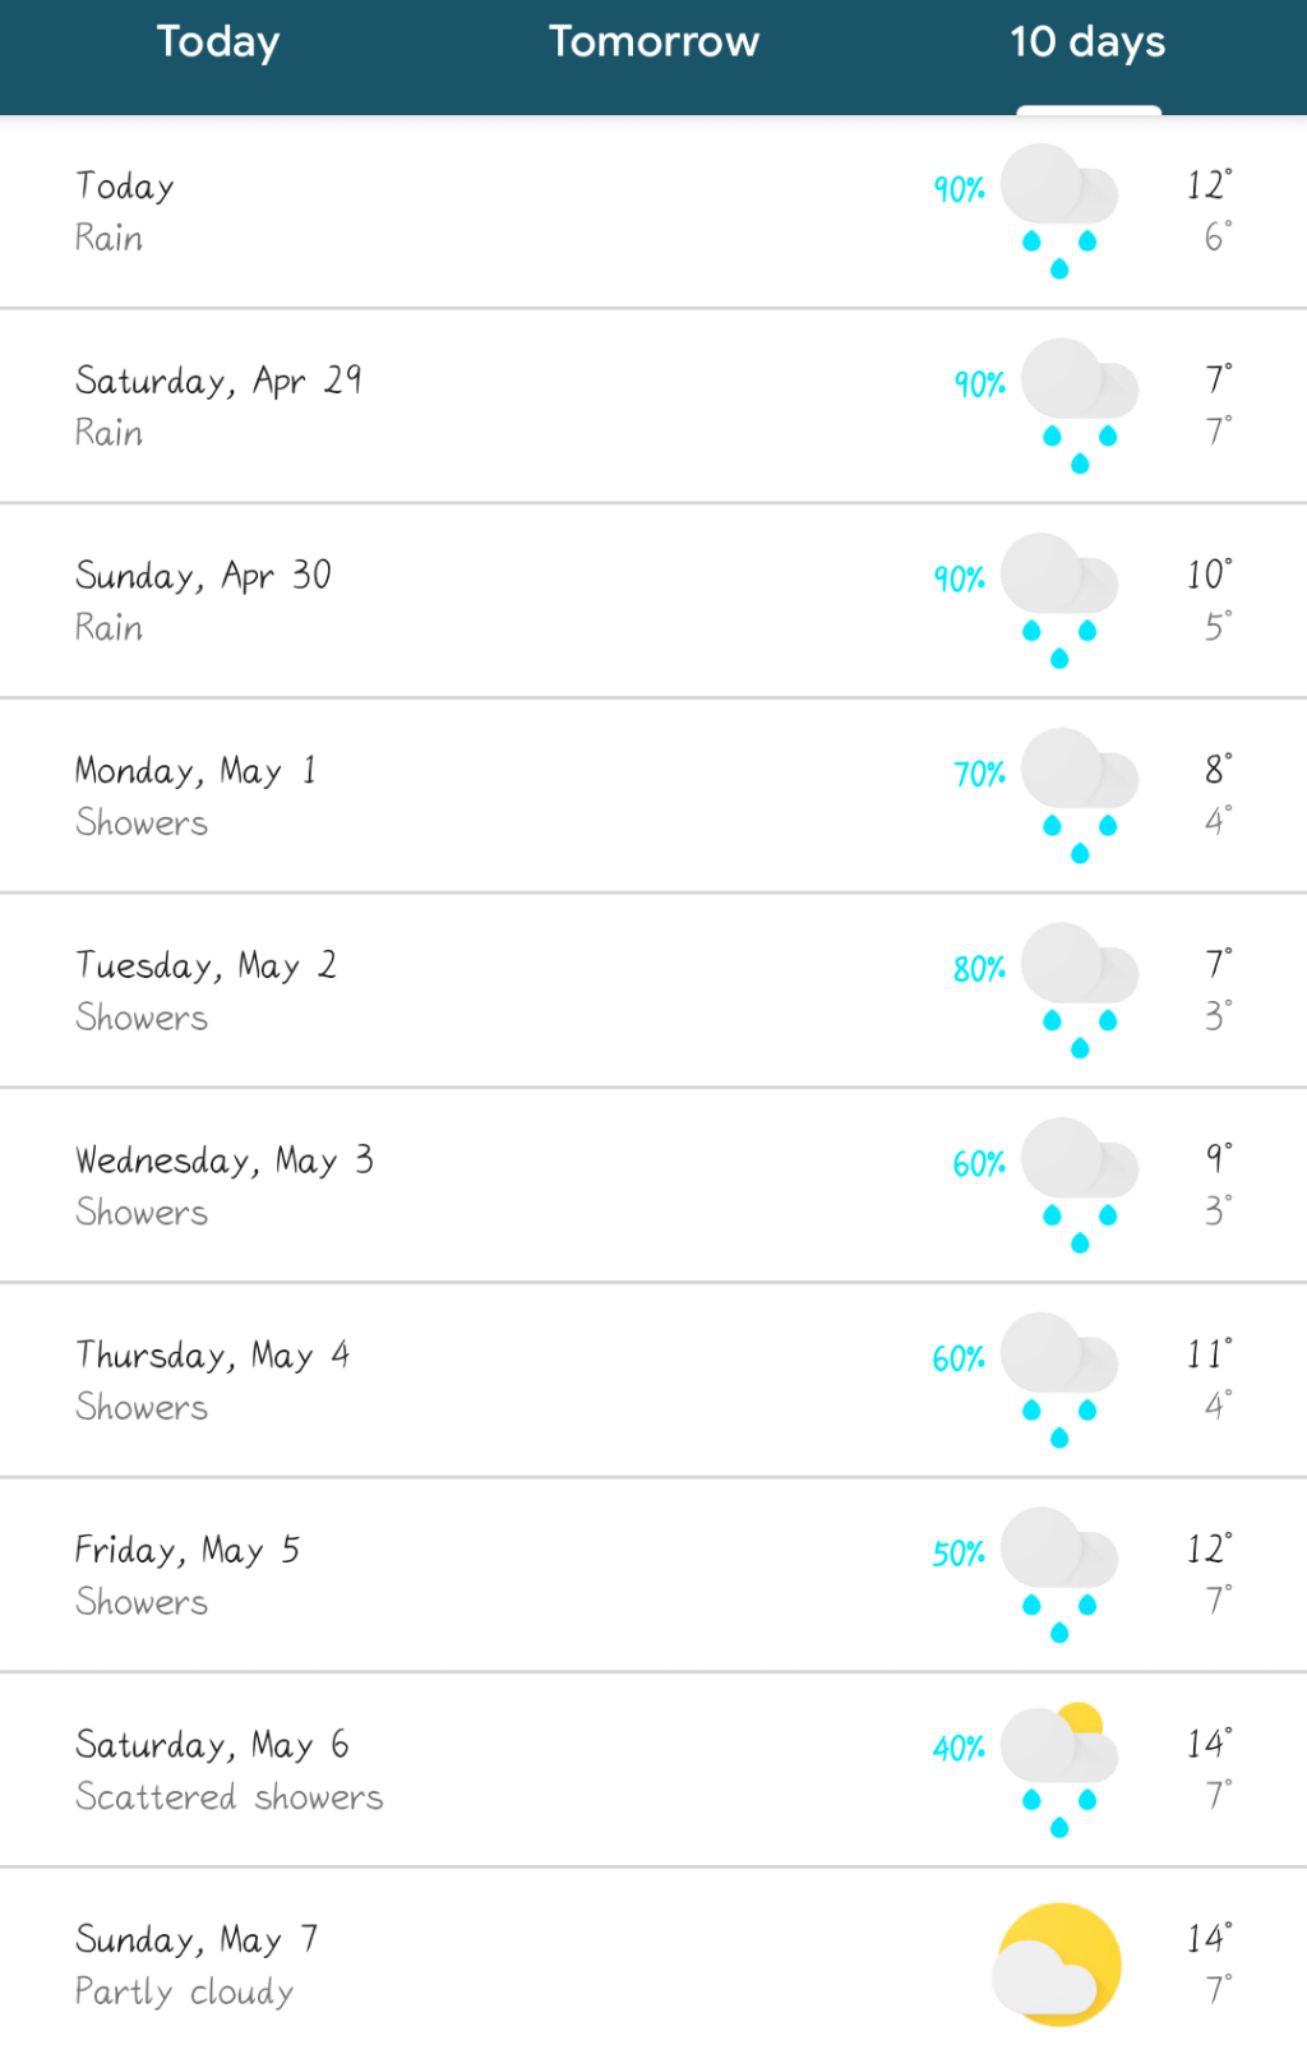 Today Tomorrow 10 days
Today 90% 12°
Rain 6°
Saturday, Apr 29 90% 7°
Rain 7°
Sunday, Apr 30 90% 10°
Rain 5°
Monday, May 1 70% 8°
Showers 4°
Tuesday, May 2 80% 7°
Showers 3°
Wednesday, May 3 60% 9°
Showers 3°
Thursday, May 4 60% 11°
Showers 4°
Friday, May 5 50% 12°
Showers 7°
Saturday, May 6 40% 14°
Scattered showers 7°
Sunday, May 7 14°
Partly cloudy 7°